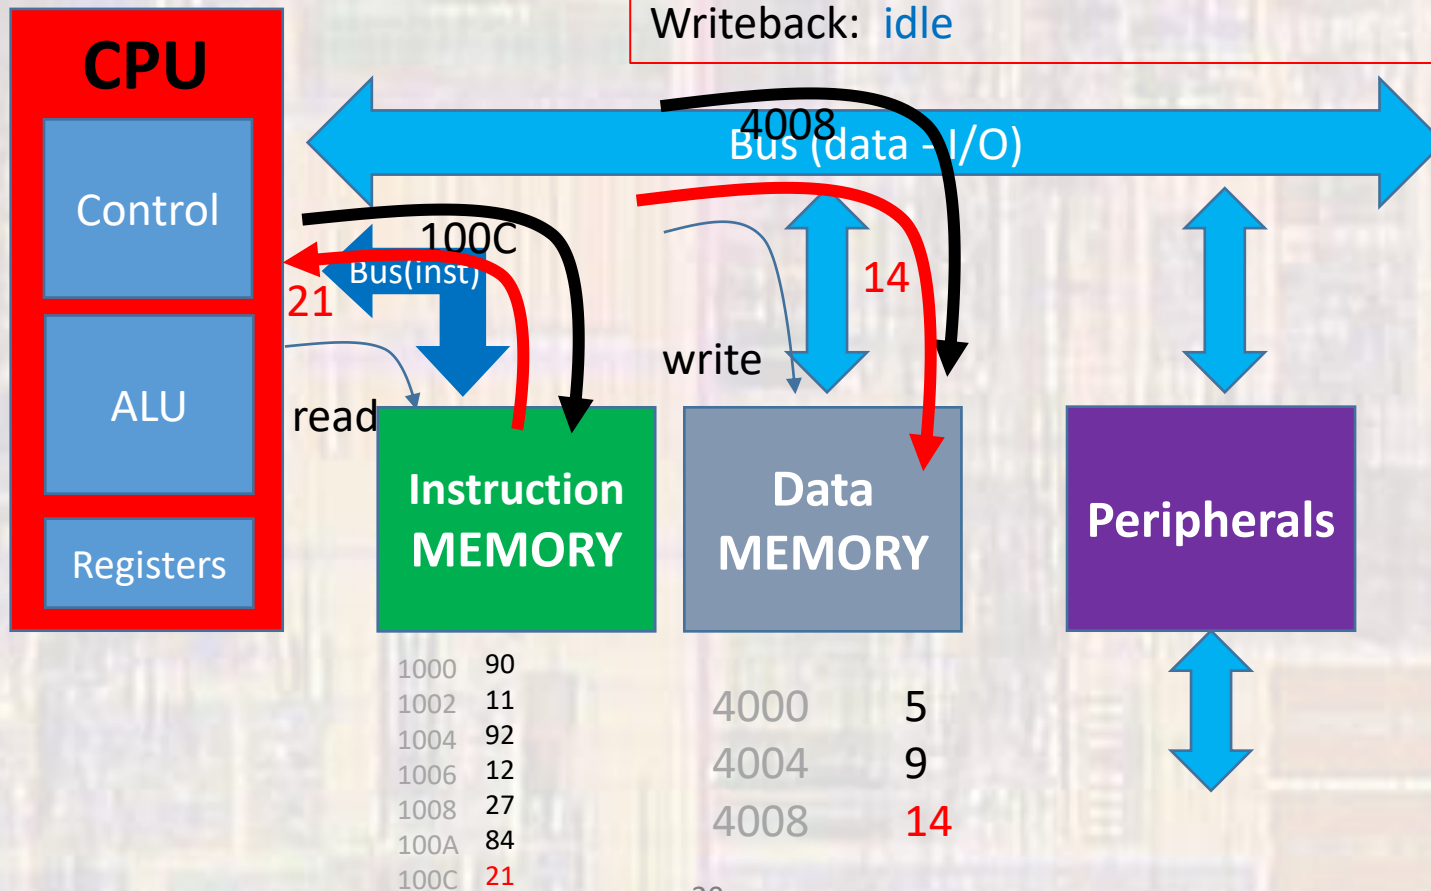 Writeback: idle
CPU
4008
Bus (data - I/O)
Control
100C
Bus(inst)
21
14
write
ALU
read
Instruction
MEMORY
Data
MEMORY
Peripherals
Registers
1000 90
1002 11
1004 92
1006 12
1008 27
100A 84
100C 21
4000 5
4004 9
4008 14